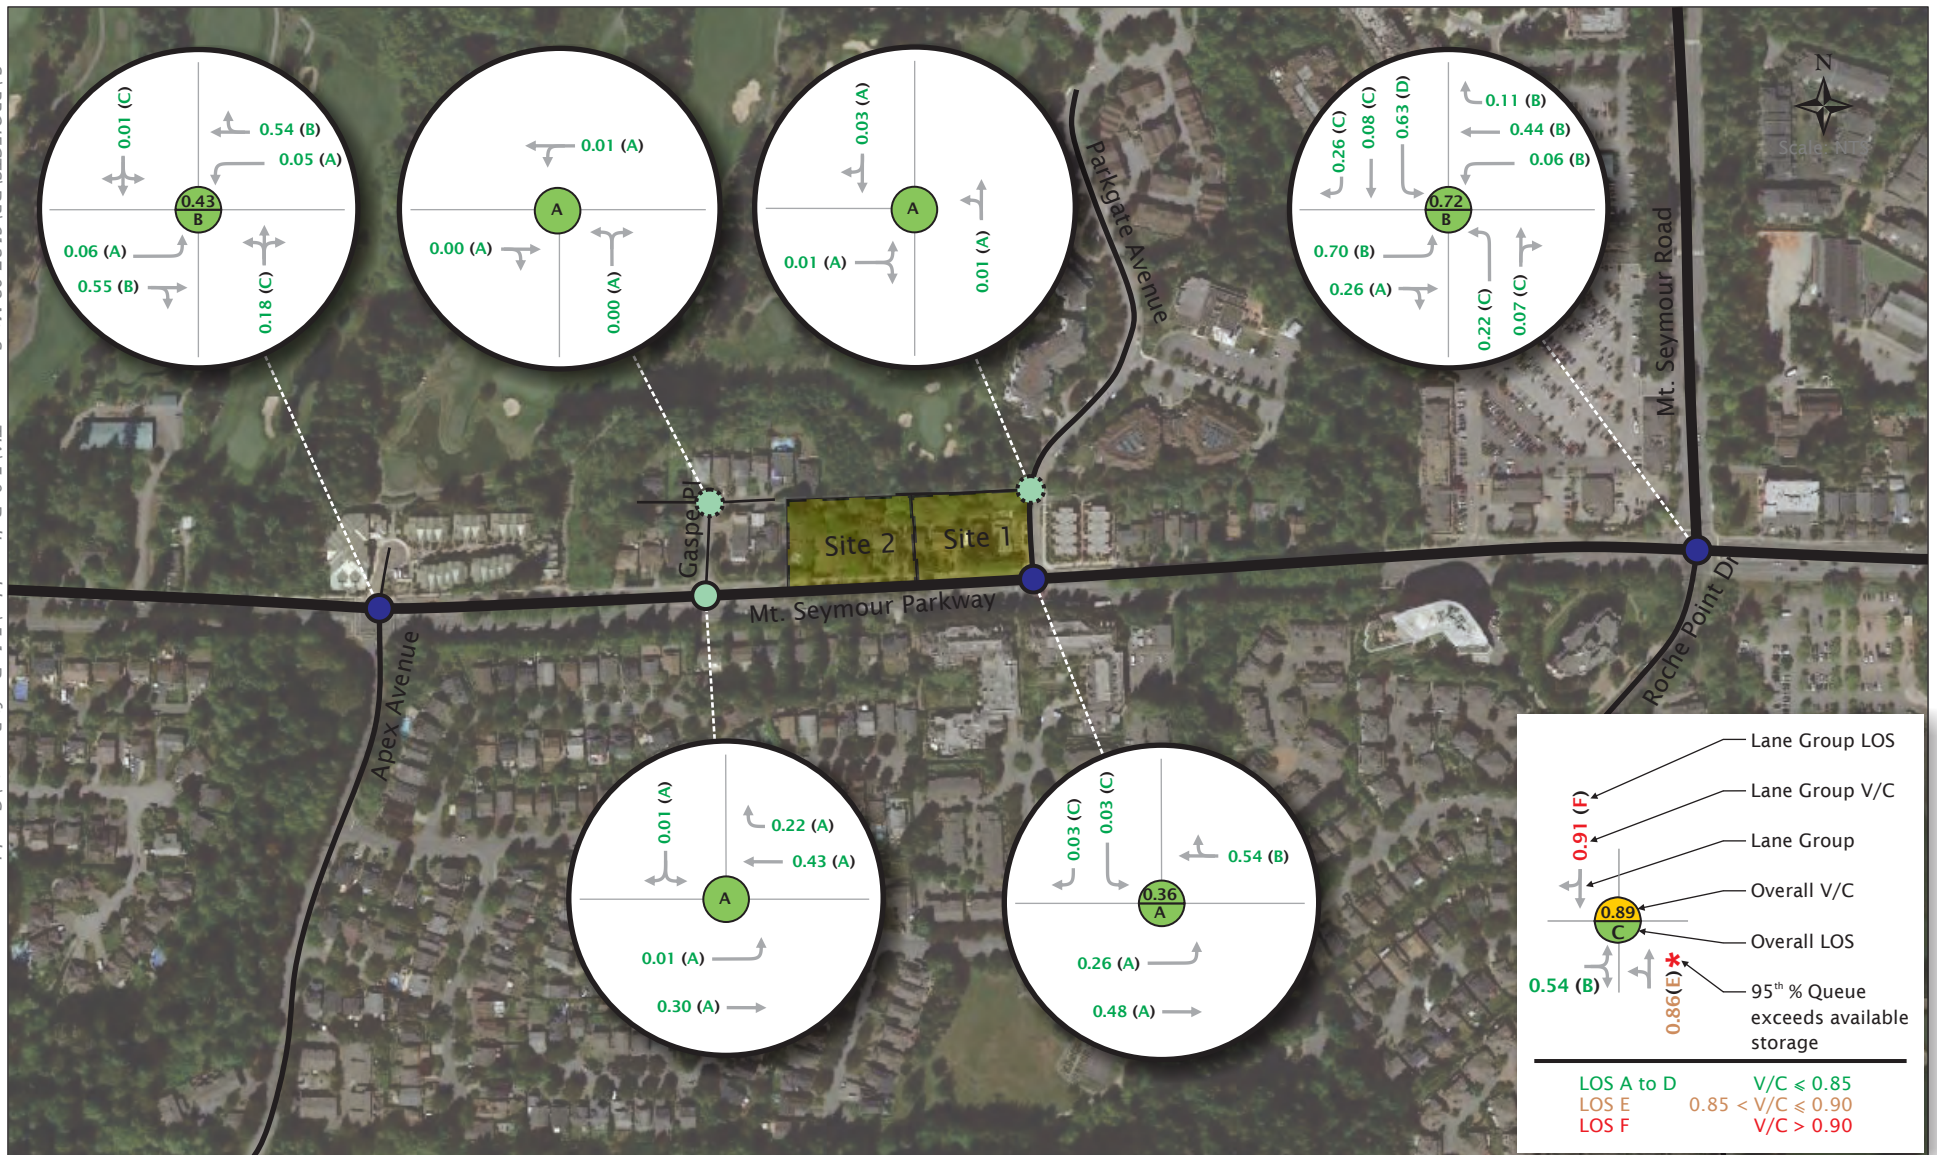 0.01 (C)
0.54 (B)
0.05 (A)
0.43
B
0.06 (A)
0.55 (B)
0.18 (C)
0.01 (A)
A
0.00 (A)
0.00 (A)
0.03 (A)
A
0.01 (A)
0.01 (A)
0.26 (C)
0.08 (C)
0.63 (D)
0.11 (B)
0.44 (B)
0.06 (B)
0.72
B
0.70 (B)
0.26 (A)
0.22 (C)
0.07 (C)
N
Scale: NTS
Parkgate Avenue
Mt. Seymour Road
Gaspe Pl
Site 2
Site 1
Mt. Seymour Parkway
Apex Avenue
Roche Point Dr
0.01 (A)
0.22 (A)
0.43 (A)
A
0.01 (A)
0.30 (A)
0.03 (C)
0.03 (C)
0.54 (B)
0.36
A
0.26 (A)
0.48 (A)
Lane Group LOS
Lane Group V/C
Lane Group
Overall V/C
Overall LOS
95th % Queue
exceeds available
storage
0.91 (F)
0.89
C
0.54 (B)
0.86(E) *
LOS A to D V/C ⩽ 0.85
LOS E 0.85 < V/C ⩽ 0.90
LOS F V/C > 0.90